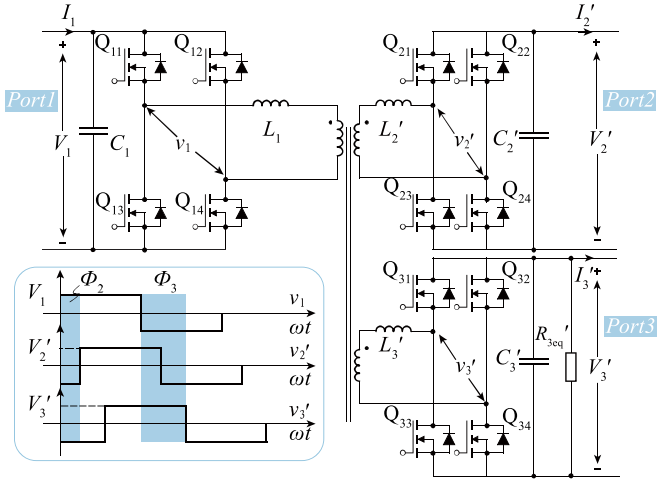 I₁
Q₁₁
Q₁₂
Port1
V₁
C₁
L₁
v₁
Q₁₃
Q₁₄
I₂′
Q₂₁
Q₂₂
Port2
L₂′
v₂′
C₂′
V₂′
Q₂₃
Q₂₄
Q₃₁
Q₃₂
I₃′
Port3
L₃′
v₃′
C₃′
R₃eq′
V₃′
Q₃₃
Q₃₄
Φ₂
Φ₃
V₁
v₁
ωt
V₂′
v₂′
ωt
V₃′
v₃′
ωt